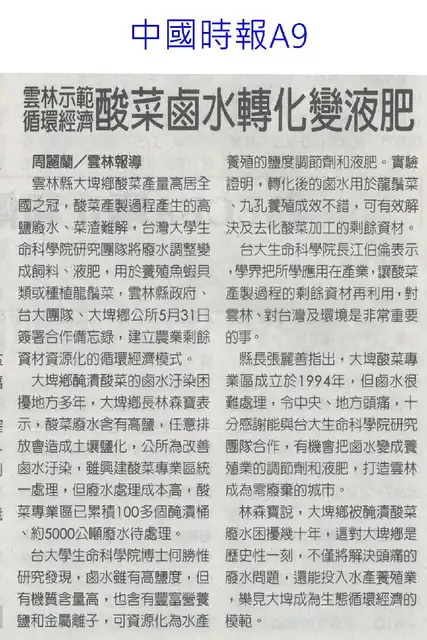 中國時報A9
雲林示範
循環經濟
酸菜鹵水轉化變液肥
周麗蘭／雲林報導
雲林縣大埤鄉酸菜產量高居全
國之冠，酸菜產製過程產生的高
鹽廢水、菜渣難解，台灣大學生
命科學院研究團隊將廢水調整變
成飼料、液肥，用於養殖魚蝦貝
類或種植龍鬚菜，雲林縣政府、
台大團隊、大埤鄉公所5月31日
簽署合作備忘錄，建立農業剩餘
資材資源化的循環經濟模式。
大埤鄉醃漬酸菜的鹵水汙染困
擾地方多年，大埤鄉長林森寶表
示，酸菜廢水含有高鹽，任意排
放會造成土壤鹽化，公所為改善
鹵水汙染，雖興建酸菜專業區統
一處理，但廢水處理成本高，酸
菜專業區已累積100多個醃漬桶
、約5000公噸廢水待處理。
台大生命科學院博士何勝惟
研究發現，鹵水雖有高鹽度，但
有機質含量高，也含有豐富營養
鹽和金屬離子，可資源化為水產
養殖的鹽度調節劑和液肥。實驗
證明，轉化後的鹵水用於龍鬚菜
、九孔養殖成效不錯，可有效解
決及去化酸菜加工的剩餘資材。
台大生命科學院長江伯倫表示
，學界把所學應用在產業，讓酸菜
產製過程的剩餘資材再利用，對
雲林、對台灣及環境是非常重要
的事。
縣長張麗善指出，大埤酸菜專
業區成立於1994年，但鹵水很
難處理，令中央、地方頭痛，十
分感謝能與台大生命科學院研究
團隊合作，有機會把鹵水變成養
殖業的調節劑和液肥，打造雲林
成為零廢棄的城市。
林森寶說，大埤鄉被醃漬酸菜
廢水困擾幾十年，這對大埤鄉是
歷史性一刻，不僅將解決頭痛的
廢水問題，還能投入水產養殖業
，樂見大埤成為生態循環經濟的
模範。